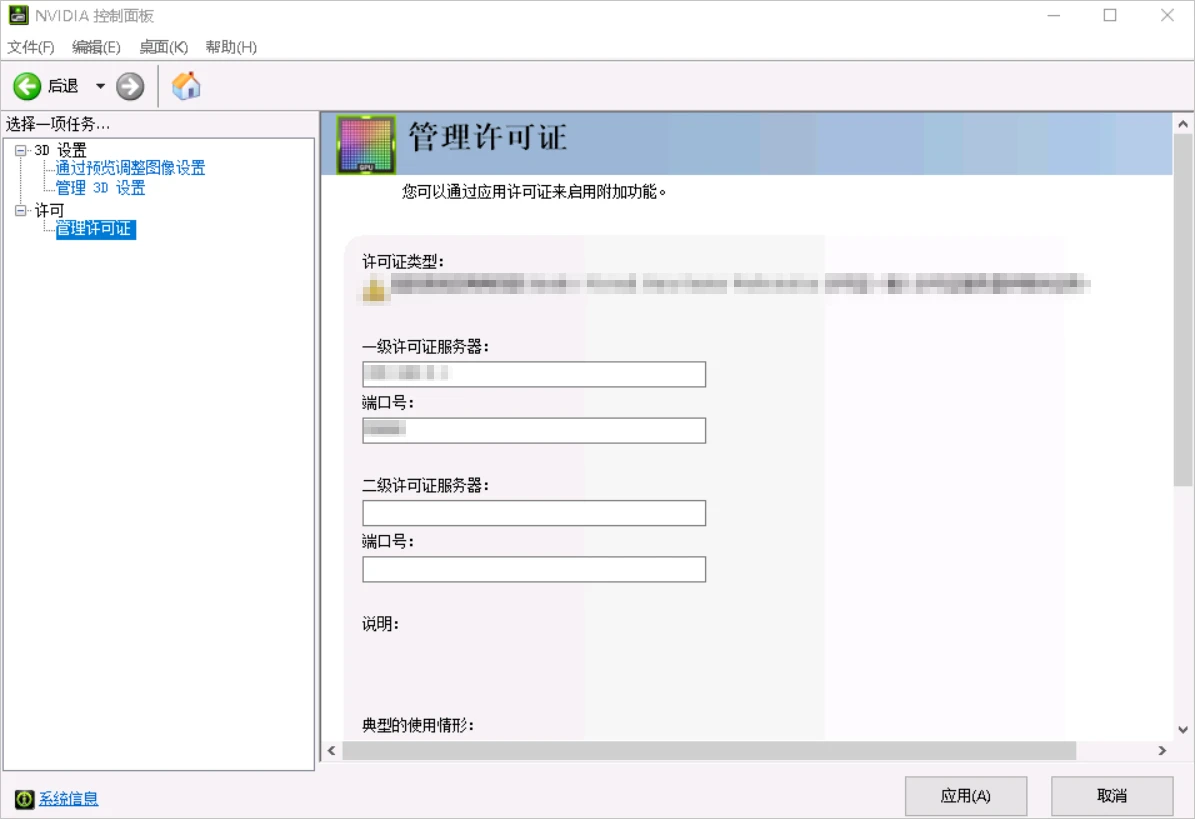 NVIDIA 控制面板
文件(F) 编辑(E) 桌面(K) 帮助(H)
后退
选择一项任务...
3D 设置
通过预览调整图像设置
管理 3D 设置
许可
管理许可证
管理许可证
您可以通过应用许可证来启用附加功能。
许可证类型:
一级许可证服务器:
端口号:
二级许可证服务器:
端口号:
说明:
典型的使用情形:
系统信息
应用(A)
取消